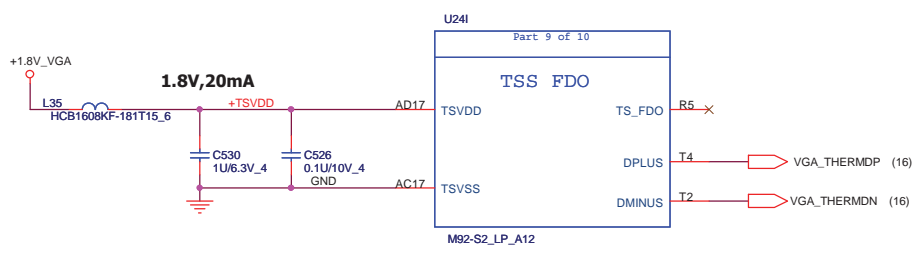 U24I
Part 9 of 10
+1.8V_VGA
1.8V,20mA
TSS FDO
L35
HCB1608KF-181T15_6
+TSVDD
AD17
TSVDD
TS_FDO
R5
C530
1U/6.3V_4
C526
0.1U/10V_4
GND
DPLUS
T4
VGA_THERMDP (16)
AC17
TSVSS
DMINUS
T2
VGA_THERMDN (16)
M92-S2_LP_A12